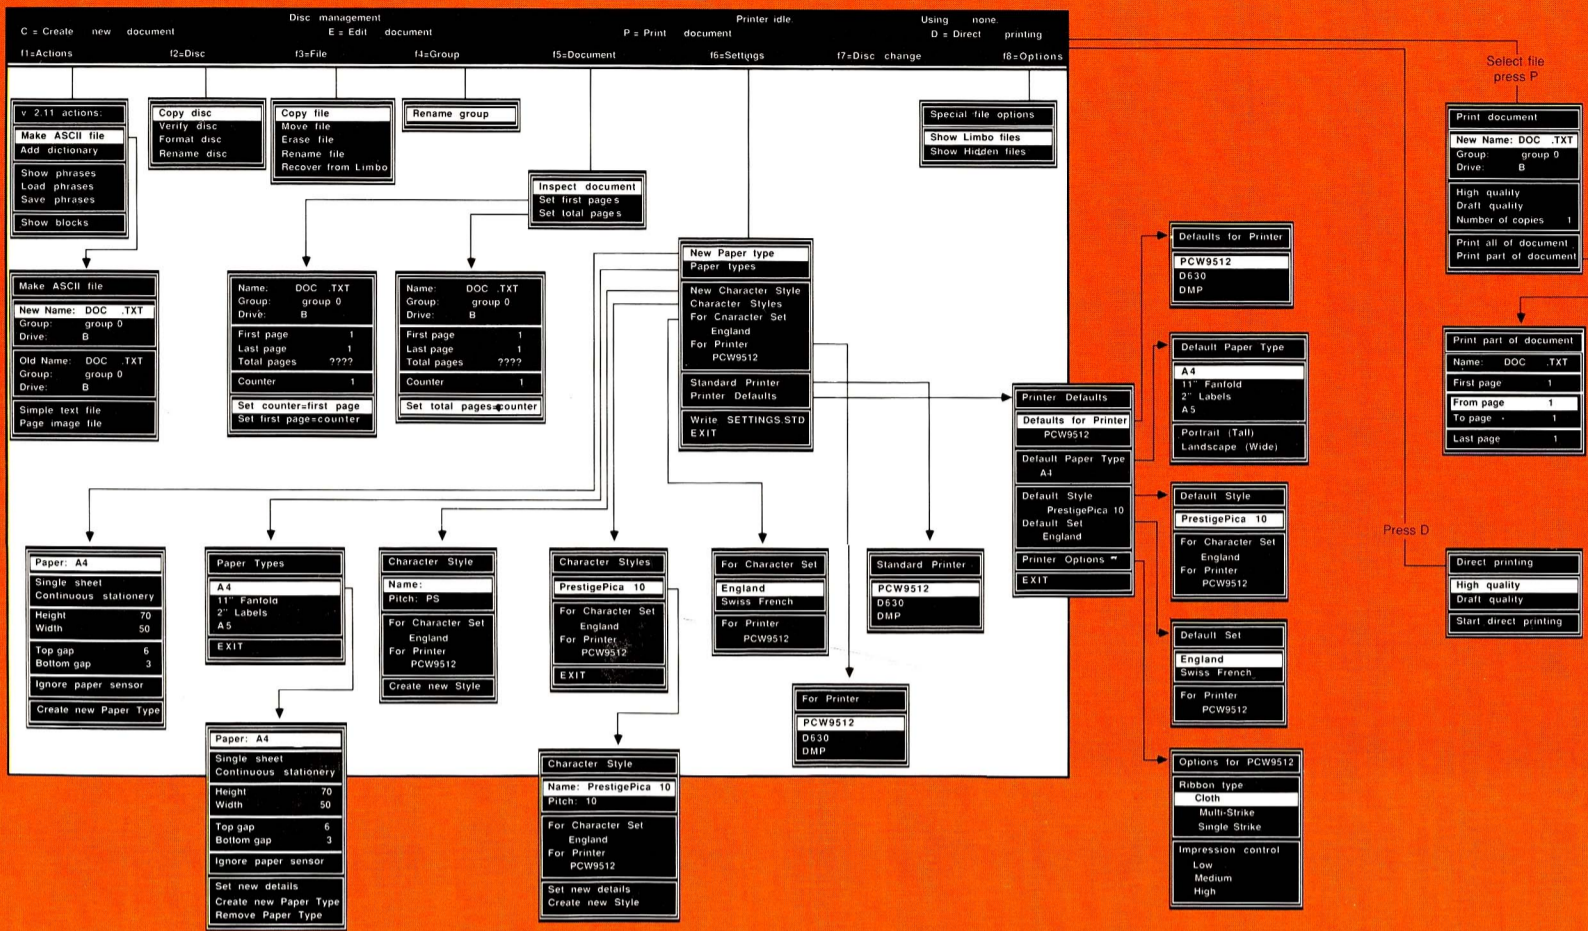 Disc management Printer idle. Using none.
C = Create new document E = Edit document P = Print document D = Direct printing
f1=Actions f2=Disc f3=File f4=Group f5=Document f6=Settings f7=Disc change f8=Options
Select file
press P
v 2.11 actions:
Make ASCII file
Add dictionary
Show phrases
Load phrases
Save phrases
Show blocks
Copy disc
Verify disc
Format disc
Rename disc
Copy file
Move file
Erase file
Rename file
Recover from Limbo
Rename group
Inspect document
Set first pages
Set total pages
Special file options
Show Limbo files
Show Hidden files
Print document
New Name: DOC .TXT
Group: group 0
Drive: B
High quality
Draft quality
Number of copies 1
Print all of document
Print part of document
Make ASCII file
New Name: DOC .TXT
Group: group 0
Drive: B
Old Name: DOC .TXT
Group: group 0
Drive: B
Simple text file
Page image file
Name: DOC .TXT
Group: group 0
Drive: B
First page 1
Last page 1
Total pages ????
Counter 1
Set counter=first page
Set first page=counter
Name: DOC .TXT
Group: group 0
Drive: B
First page 1
Last page 1
Total pages ????
Counter 1
Set total pages=counter
New Paper type
Paper types
New Character Style
Character Styles
For Character Set
England
For Printer
PCW9512
Standard Printer
Printer Defaults
Write SETTINGS.STD
EXIT
Defaults for Printer
PCW9512
D630
DMP
Default Paper Type
A4
11" Fanfold
2" Labels
A5
Portrait (Tall)
Landscape (Wide)
Print part of document
Name: DOC .TXT
First page 1
From page 1
To page 1
Last page 1
Printer Defaults
Defaults for Printer
PCW9512
Default Paper Type
A4
Default Style
PrestigePica 10
Default Set
England
Printer Options
EXIT
Default Style
PrestigePica 10
For Character Set
England
For Printer
PCW9512
Press D
Direct printing
High quality
Draft quality
Start direct printing
Paper: A4
Single sheet
Continuous stationery
Height 70
Width 50
Top gap 6
Bottom gap 3
Ignore paper sensor
Create new Paper Type
Paper Types
A4
11" Fanfold
2" Labels
A5
EXIT
Character Style
Name:
Pitch: PS
For Character Set
England
For Printer
PCW9512
Create new Style
Character Styles
PrestigePica 10
For Character Set
England
For Printer
PCW9512
EXIT
For Character Set
England
Swiss French
For Printer
PCW9512
Standard Printer
PCW9512
D630
DMP
Default Set
England
Swiss French
For Printer
PCW9512
For Printer
PCW9512
D630
DMP
Paper: A4
Single sheet
Continuous stationery
Height 70
Width 50
Top gap 6
Bottom gap 3
Ignore paper sensor
Set new details
Create new Paper Type
Remove Paper Type
Character Style
Name: PrestigePica 10
Pitch: 10
For Character Set
England
For Printer
PCW9512
Set new details
Create new Style
Options for PCW9512
Ribbon type
Cloth
Multi-Strike
Single Strike
Impression control
Low
Medium
High